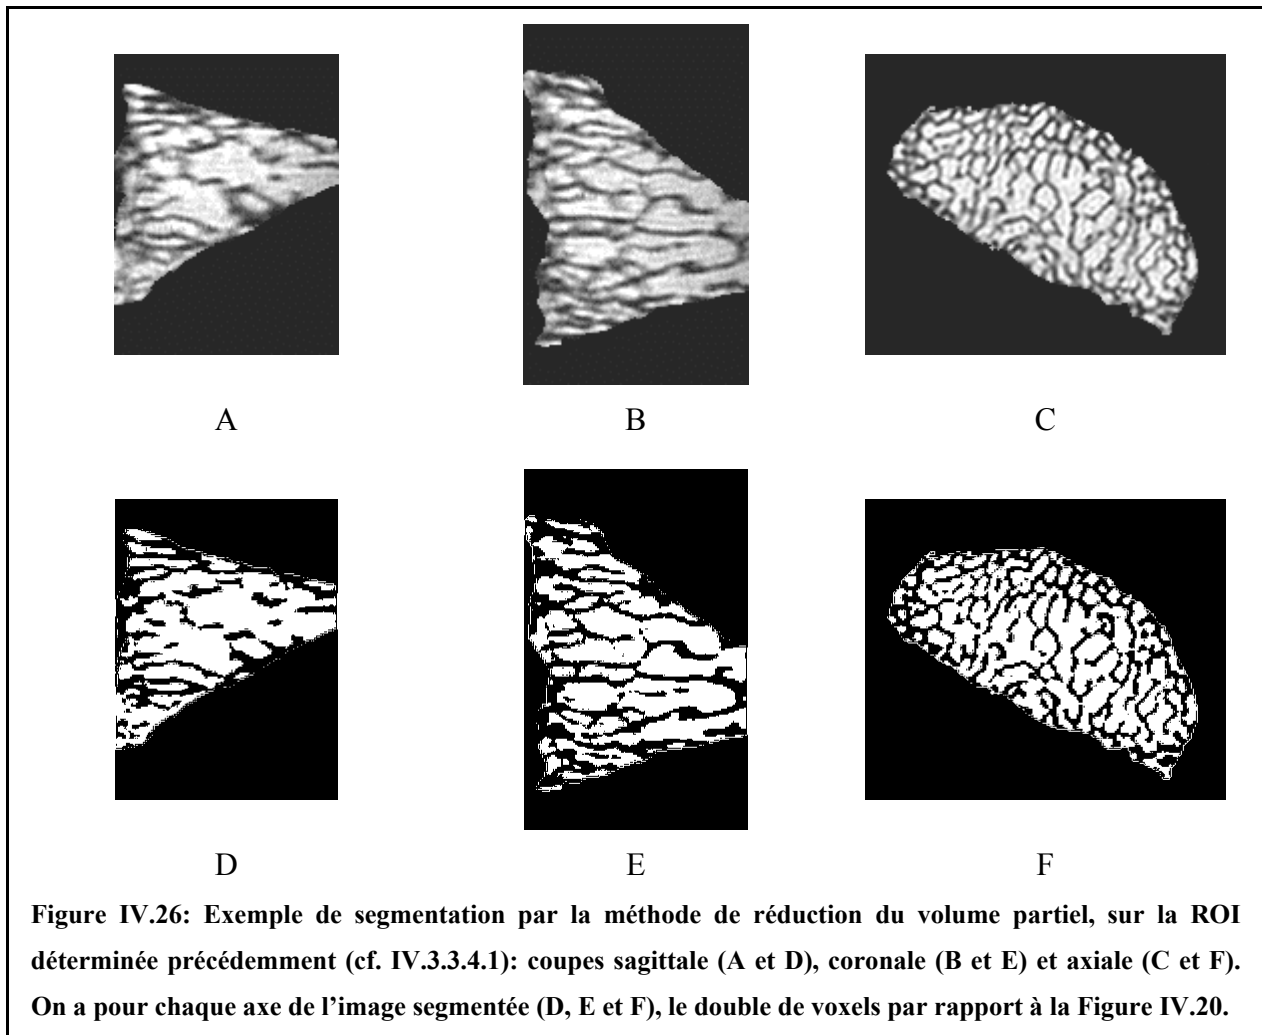 A B C
D E F
Figure IV.26: Exemple de segmentation par la méthode de réduction du volume partiel, sur la ROI
déterminée précédemment (cf. IV.3.3.4.1): coupes sagittale (A et D), coronale (B et E) et axiale (C et F).
On a pour chaque axe de l’image segmentée (D, E et F), le double de voxels par rapport à la Figure IV.20.